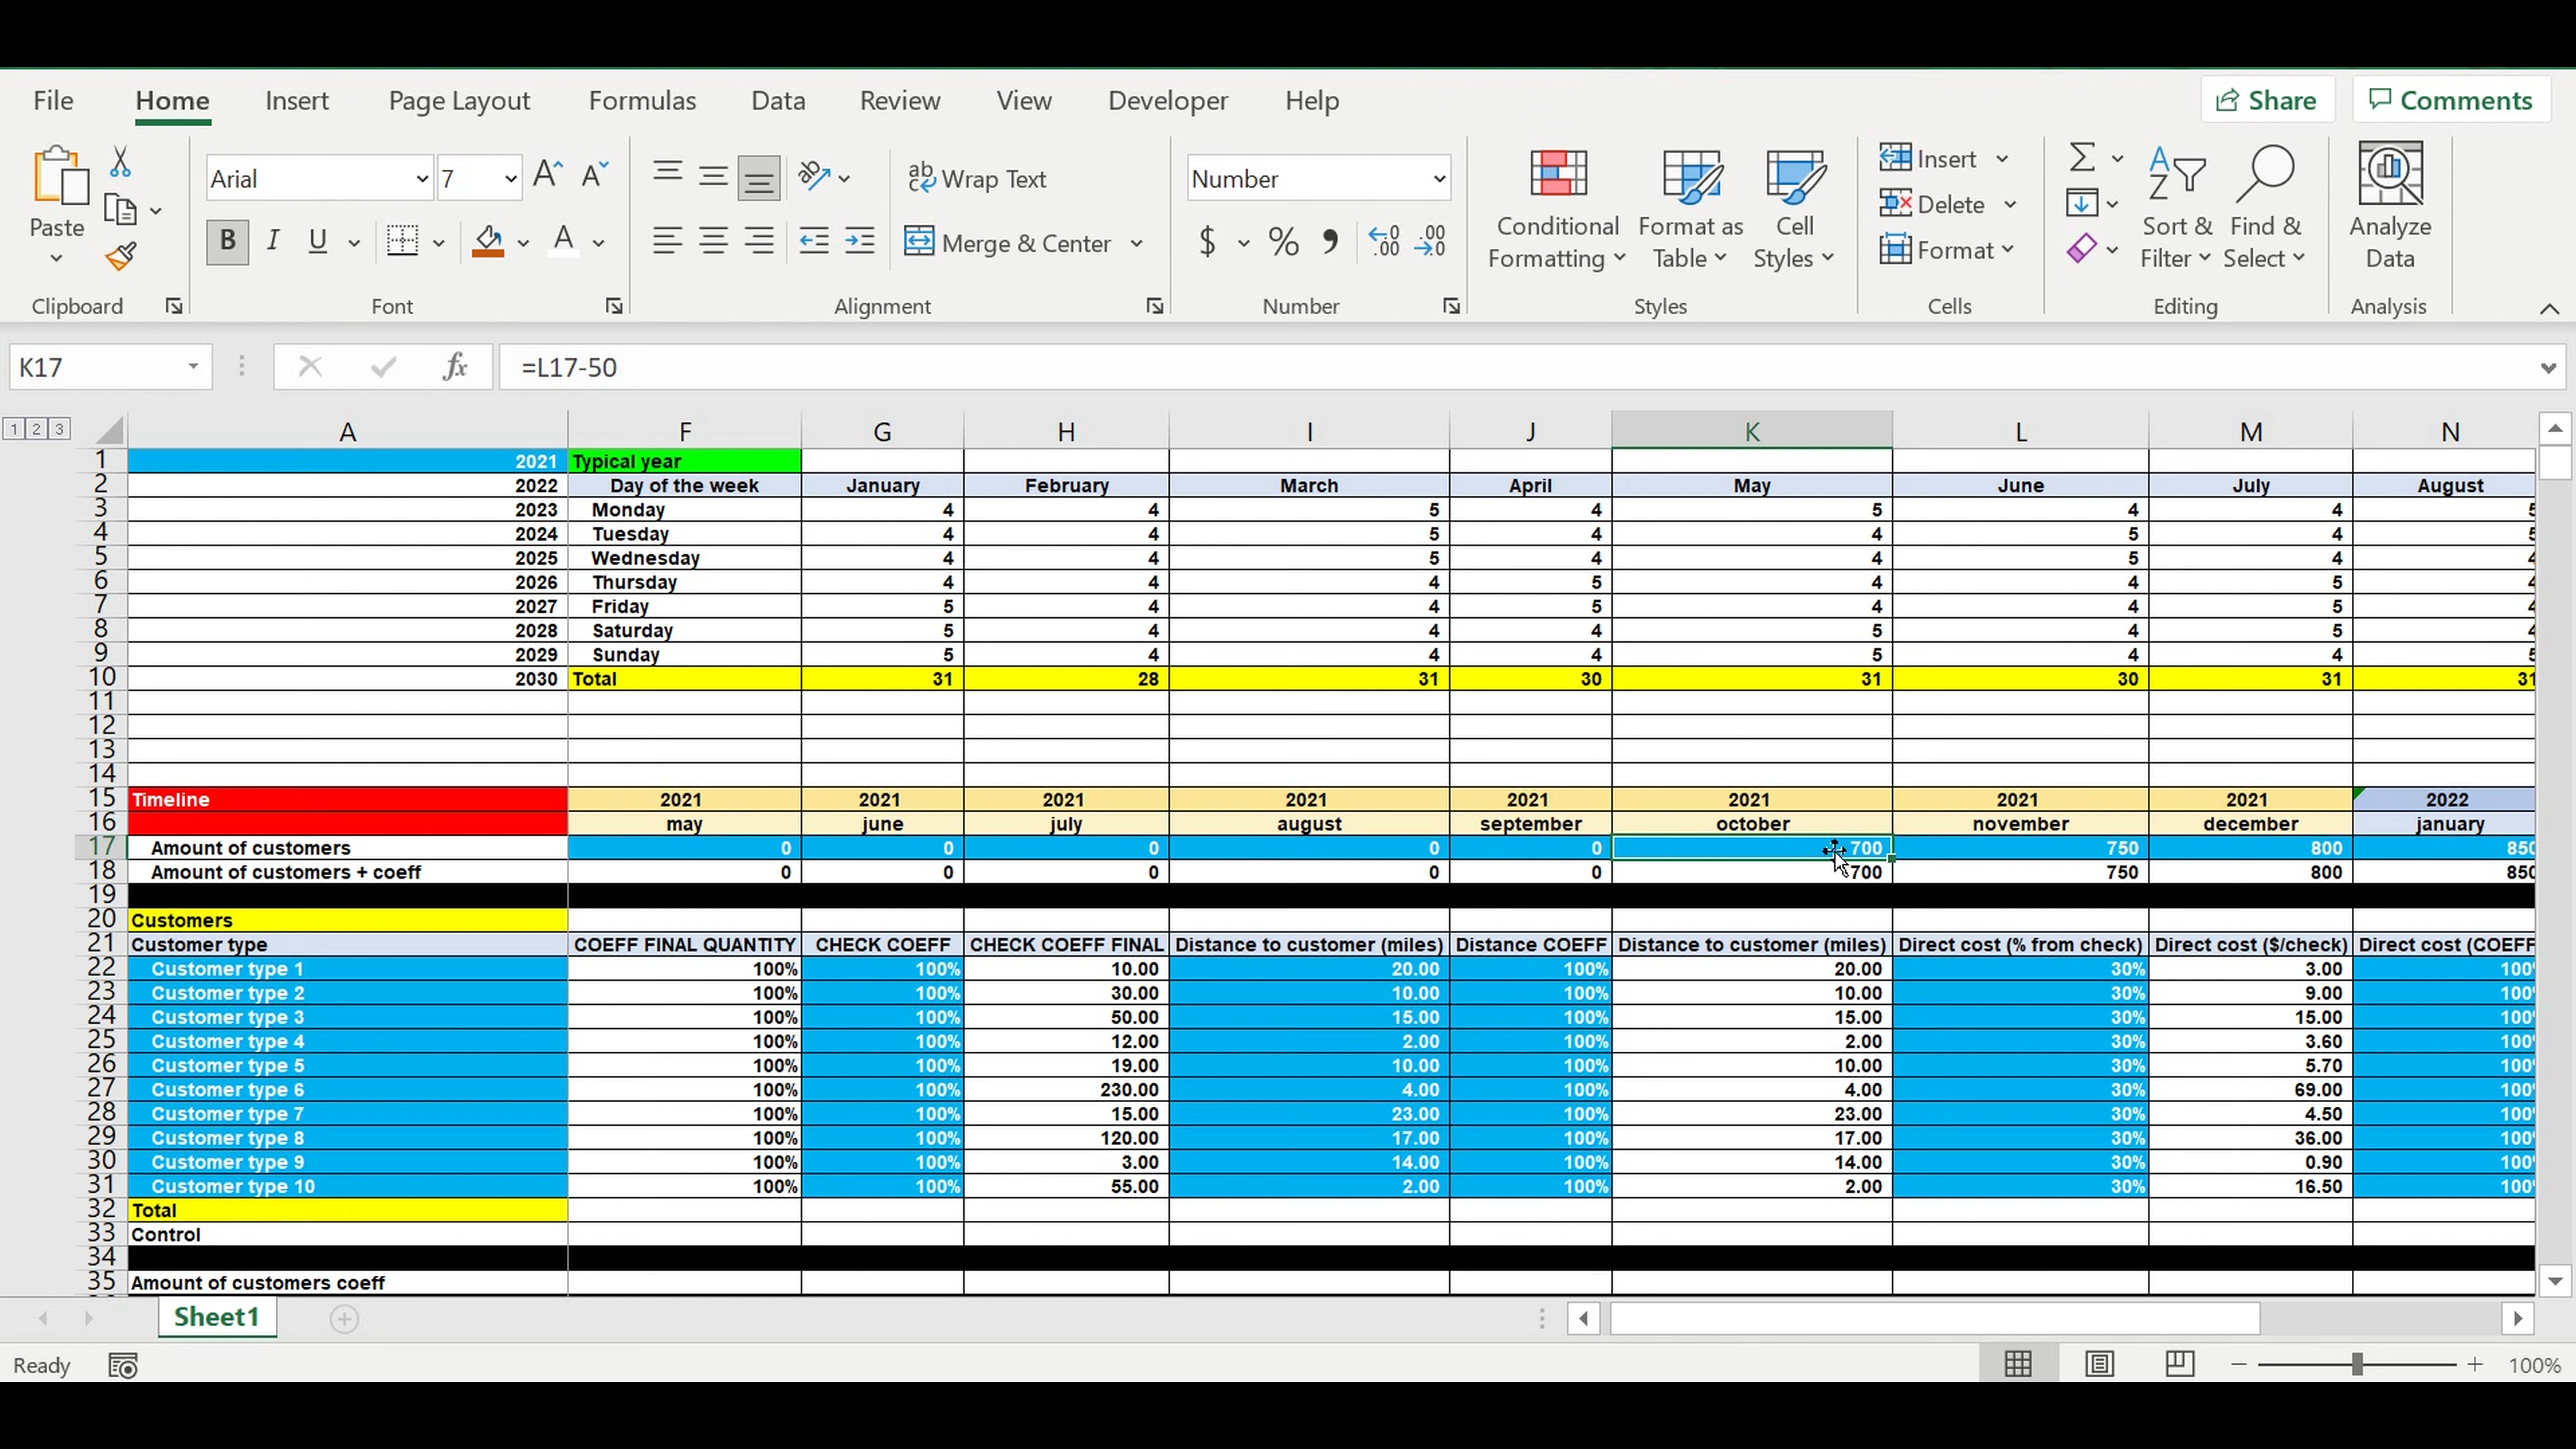 File Home Insert Page Layout Formulas Data Review View Developer Help Share Comments
Paste Arial 7 Wrap Text Number Conditional Formatting Format as Table Cell Styles Insert Sort & Filter Find & Select Analyze Data
Delete
B I U Merge & Center $ % Format
Clipboard Font Alignment Number Styles Cells Editing Analysis
K17 fx =L17-50
1 2 3 A F G H I J K L M N
1 2021 Typical year
2 2022 Day of the week January February March April May June July August
3 2023 Monday 4 4 5 4 5 4 4 5
4 2024 Tuesday 4 4 5 4 4 5 4 5
5 2025 Wednesday 4 4 5 4 4 5 4 4
6 2026 Thursday 4 4 4 5 4 4 5 4
7 2027 Friday 5 4 4 5 4 4 5 4
8 2028 Saturday 5 4 4 4 5 4 5 4
9 2029 Sunday 5 4 4 4 5 4 4 5
10 2030 Total 31 28 31 30 31 30 31 31
11
12
13
14
15 Timeline 2021 2021 2021 2021 2021 2021 2021 2021 2022
16 may june july august september october november december january
17 Amount of customers 0 0 0 0 0 700 750 800 850
18 Amount of customers + coeff 0 0 0 0 0 700 750 800 850
19
20 Customers
21 Customer type COEFF FINAL QUANTITY CHECK COEFF CHECK COEFF FINAL Distance to customer (miles) Distance COEFF Distance to customer (miles) Direct cost (% from check) Direct cost ($/check) Direct cost (COEFF
22 Customer type 1 100% 100% 10.00 20.00 100% 20.00 30% 3.00 100%
23 Customer type 2 100% 100% 30.00 10.00 100% 10.00 30% 9.00 100%
24 Customer type 3 100% 100% 50.00 15.00 100% 15.00 30% 15.00 100%
25 Customer type 4 100% 100% 12.00 2.00 100% 2.00 30% 3.60 100%
26 Customer type 5 100% 100% 19.00 10.00 100% 10.00 30% 5.70 100%
27 Customer type 6 100% 100% 230.00 4.00 100% 4.00 30% 69.00 100%
28 Customer type 7 100% 100% 15.00 23.00 100% 23.00 30% 4.50 100%
29 Customer type 8 100% 100% 120.00 17.00 100% 17.00 30% 36.00 100%
30 Customer type 9 100% 100% 3.00 14.00 100% 14.00 30% 0.90 100%
31 Customer type 10 100% 100% 55.00 2.00 100% 2.00 30% 16.50 100%
32 Total
33 Control
34
35 Amount of customers coeff
Sheet1
Ready 100%